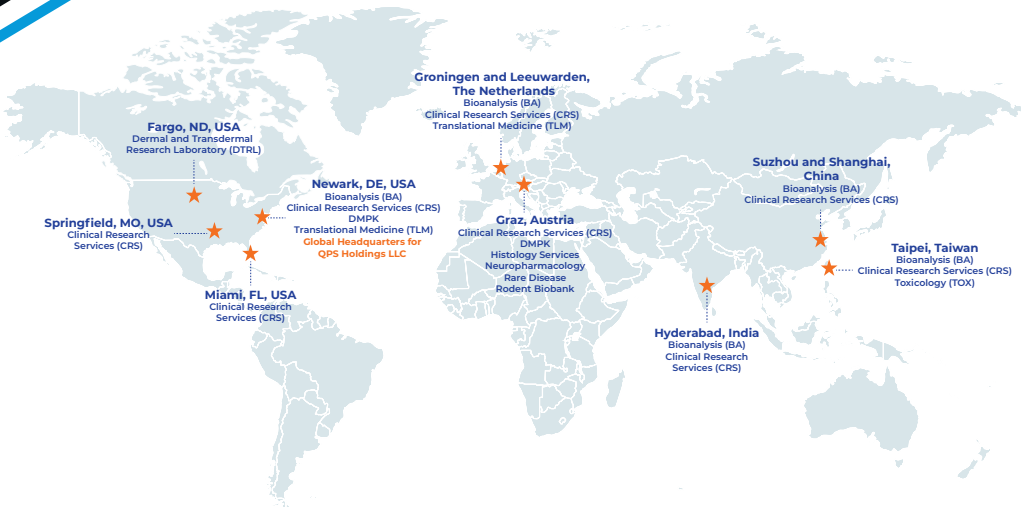 Groningen and Leeuwarden,
The Netherlands
Bioanalysis (BA)
Clinical Research Services (CRS)
Translational Medicine (TLM)
Fargo, ND, USA
Dermal and Transdermal
Research Laboratory (DTRL)
Suzhou and Shanghai,
China
Bioanalysis (BA)
Clinical Research Services (CRS)
Newark, DE, USA
Bioanalysis (BA)
Clinical Research Services (CRS)
DMPK
Translational Medicine (TLM)
Global Headquarters for
QPS Holdings LLC
Springfield, MO, USA
Clinical Research
Services (CRS)
Graz, Austria
Clinical Research Services (CRS)
DMPK
Histology Services
Neuropharmacology
Rare Disease
Rodent Biobank
Taipei, Taiwan
Bioanalysis (BA)
Clinical Research Services (CRS)
Toxicology (TOX)
Miami, FL, USA
Clinical Research
Services (CRS)
Hyderabad, India
Bioanalysis (BA)
Clinical Research
Services (CRS)